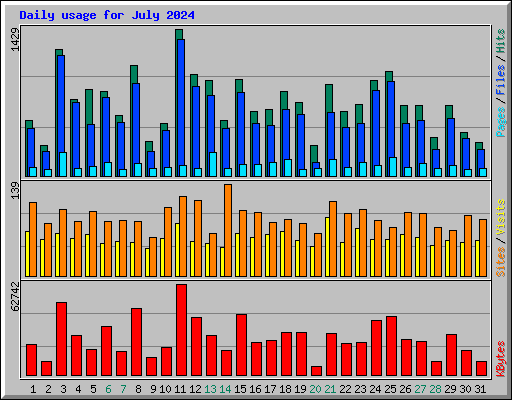 Daily usage for July 2024
1429
Pages / Files / Hits
139
Sites / Visits
62742
KBytes
1 2 3 4 5 6 7 8 9 10 11 12 13 14 15 16 17 18 19 20 21 22 23 24 25 26 27 28 29 30 31